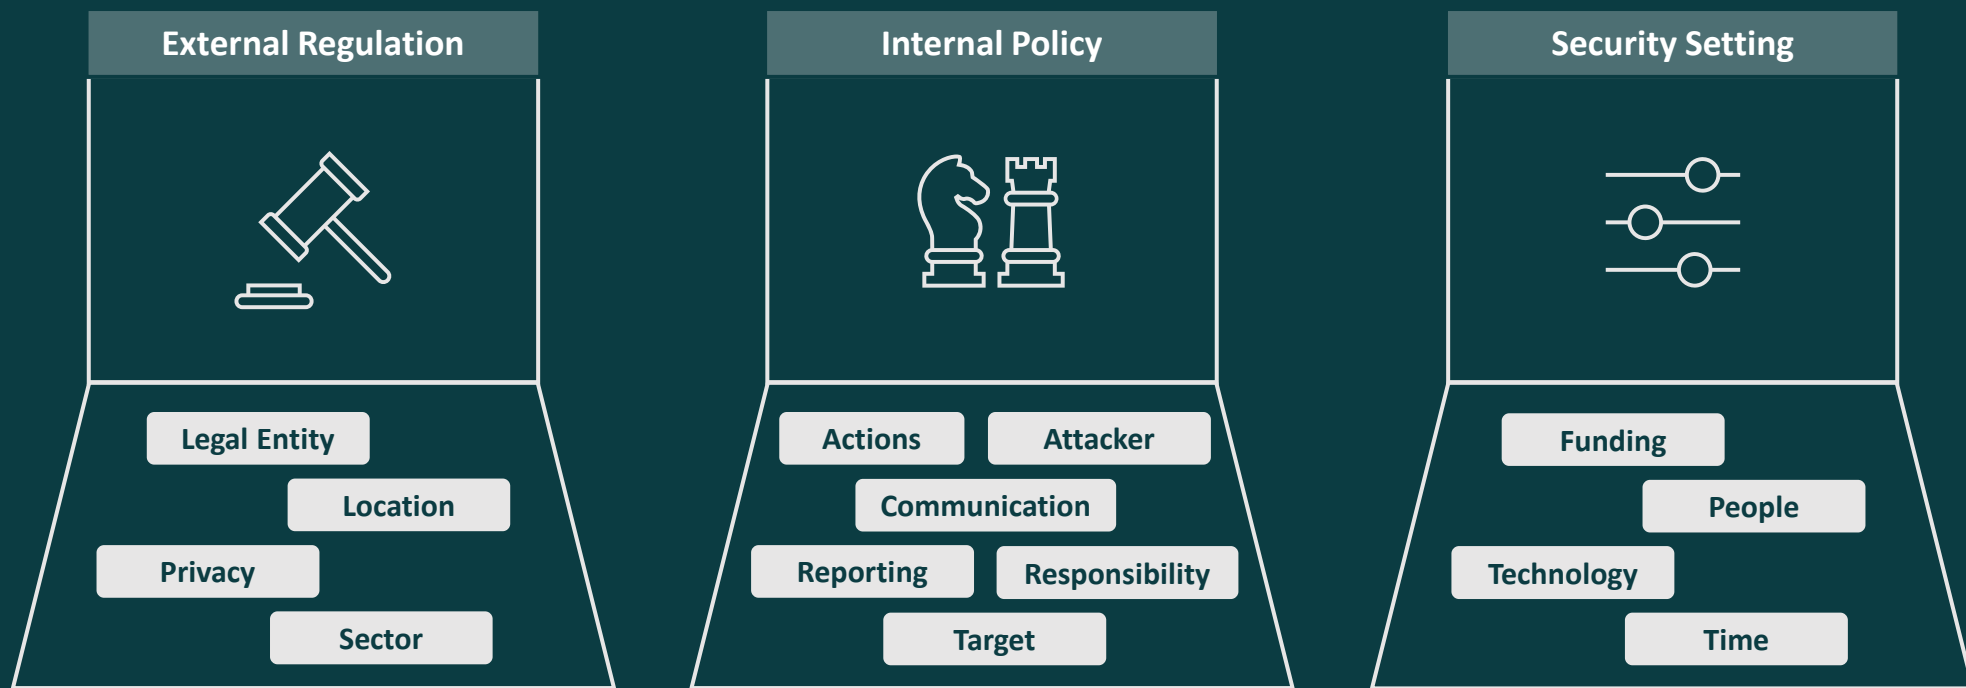 External Regulation
Legal Entity
Location
Privacy
Sector
Internal Policy
Actions
Attacker
Communication
Reporting
Responsibility
Target
Security Setting
Funding
People
Technology
Time